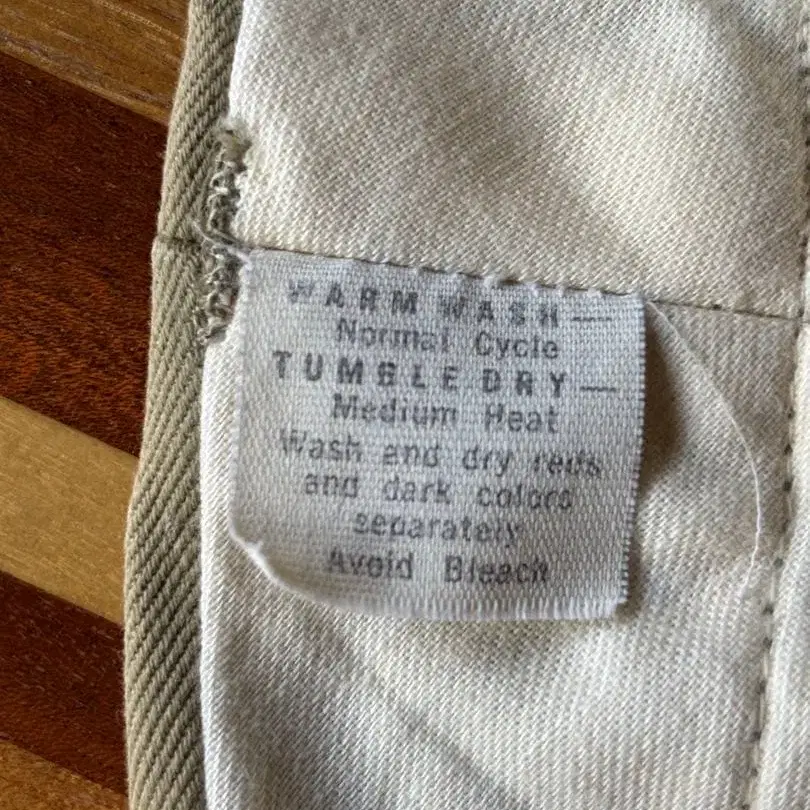 WARM WASH—
Normal Cycle
TUMBLE DRY—
Medium Heat
Wash and dry reds
and dark colors
separately
Avoid Bleach